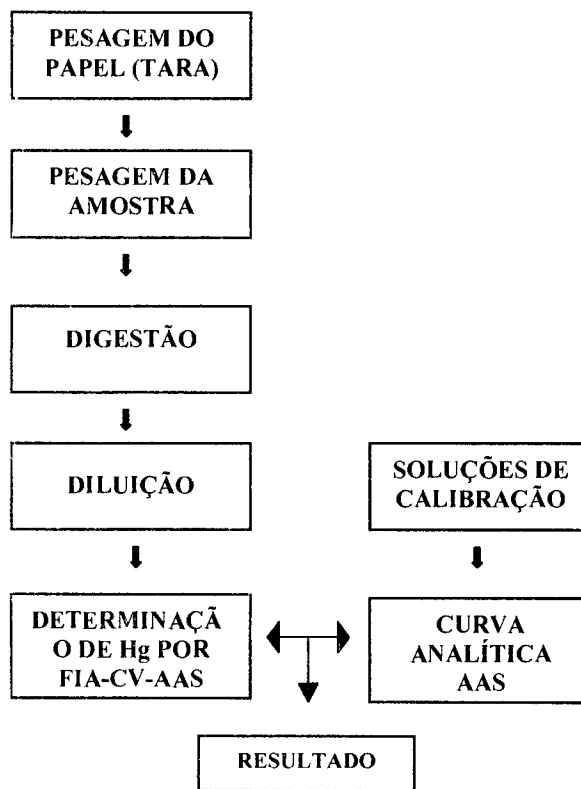 PESAGEM DO
PAPEL (TARA)
PESAGEM DA
AMOSTRA
DIGESTÃO
DILUIÇÃO
SOLUÇÕES DE
CALIBRAÇÃO
DETERMINAÇÃ
O DE Hg POR
FIA-CV-AAS
CURVA
ANALÍTICA
AAS
RESULTADO